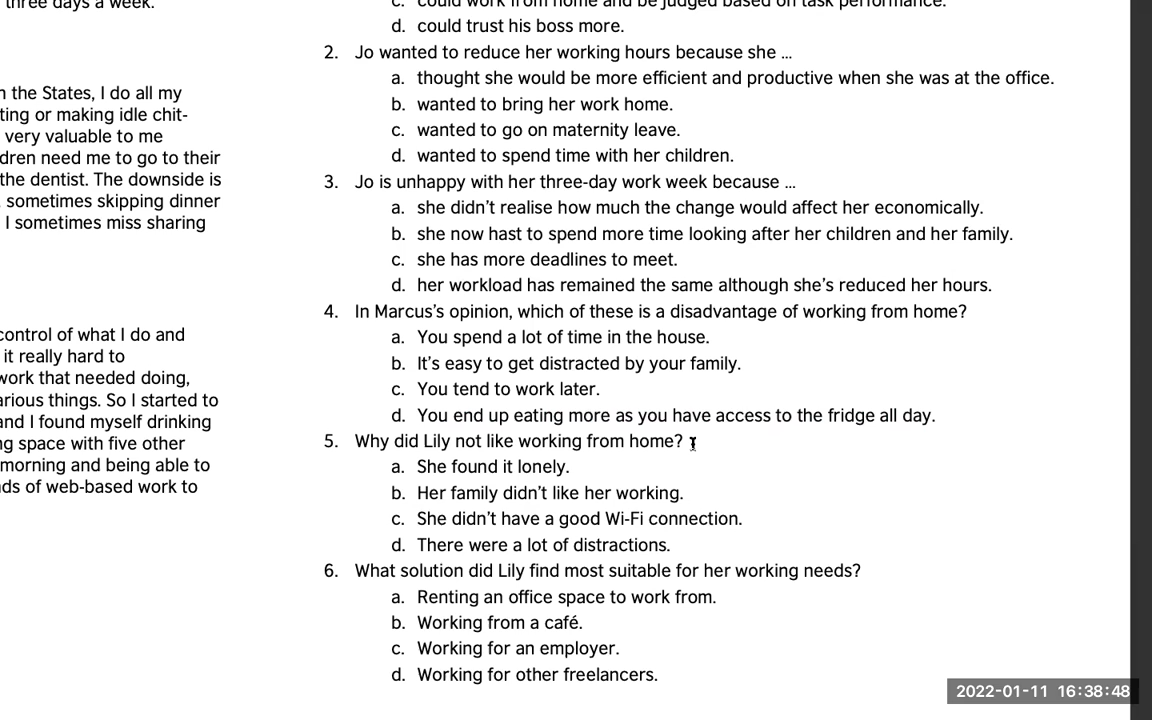 three days a week.
n the States, I do all my
ting or making idle chit-
very valuable to me
dren need me to go to their
the dentist. The downside is
sometimes skipping dinner
I sometimes miss sharing
control of what I do and
it really hard to
work that needed doing,
arious things. So I started to
and I found myself drinking
ng space with five other
morning and being able to
ds of web-based work to
c. could work from home and be judged based on task performance.
d. could trust his boss more.
2. Jo wanted to reduce her working hours because she ...
a. thought she would be more efficient and productive when she was at the office.
b. wanted to bring her work home.
c. wanted to go on maternity leave.
d. wanted to spend time with her children.
3. Jo is unhappy with her three-day work week because ...
a. she didn't realise how much the change would affect her economically.
b. she now hast to spend more time looking after her children and her family.
c. she has more deadlines to meet.
d. her workload has remained the same although she's reduced her hours.
4. In Marcus's opinion, which of these is a disadvantage of working from home?
a. You spend a lot of time in the house.
b. It's easy to get distracted by your family.
c. You tend to work later.
d. You end up eating more as you have access to the fridge all day.
5. Why did Lily not like working from home?
a. She found it lonely.
b. Her family didn't like her working.
c. She didn't have a good Wi-Fi connection.
d. There were a lot of distractions.
6. What solution did Lily find most suitable for her working needs?
a. Renting an office space to work from.
b. Working from a café.
c. Working for an employer.
d. Working for other freelancers.
2022-01-11 16:38:48